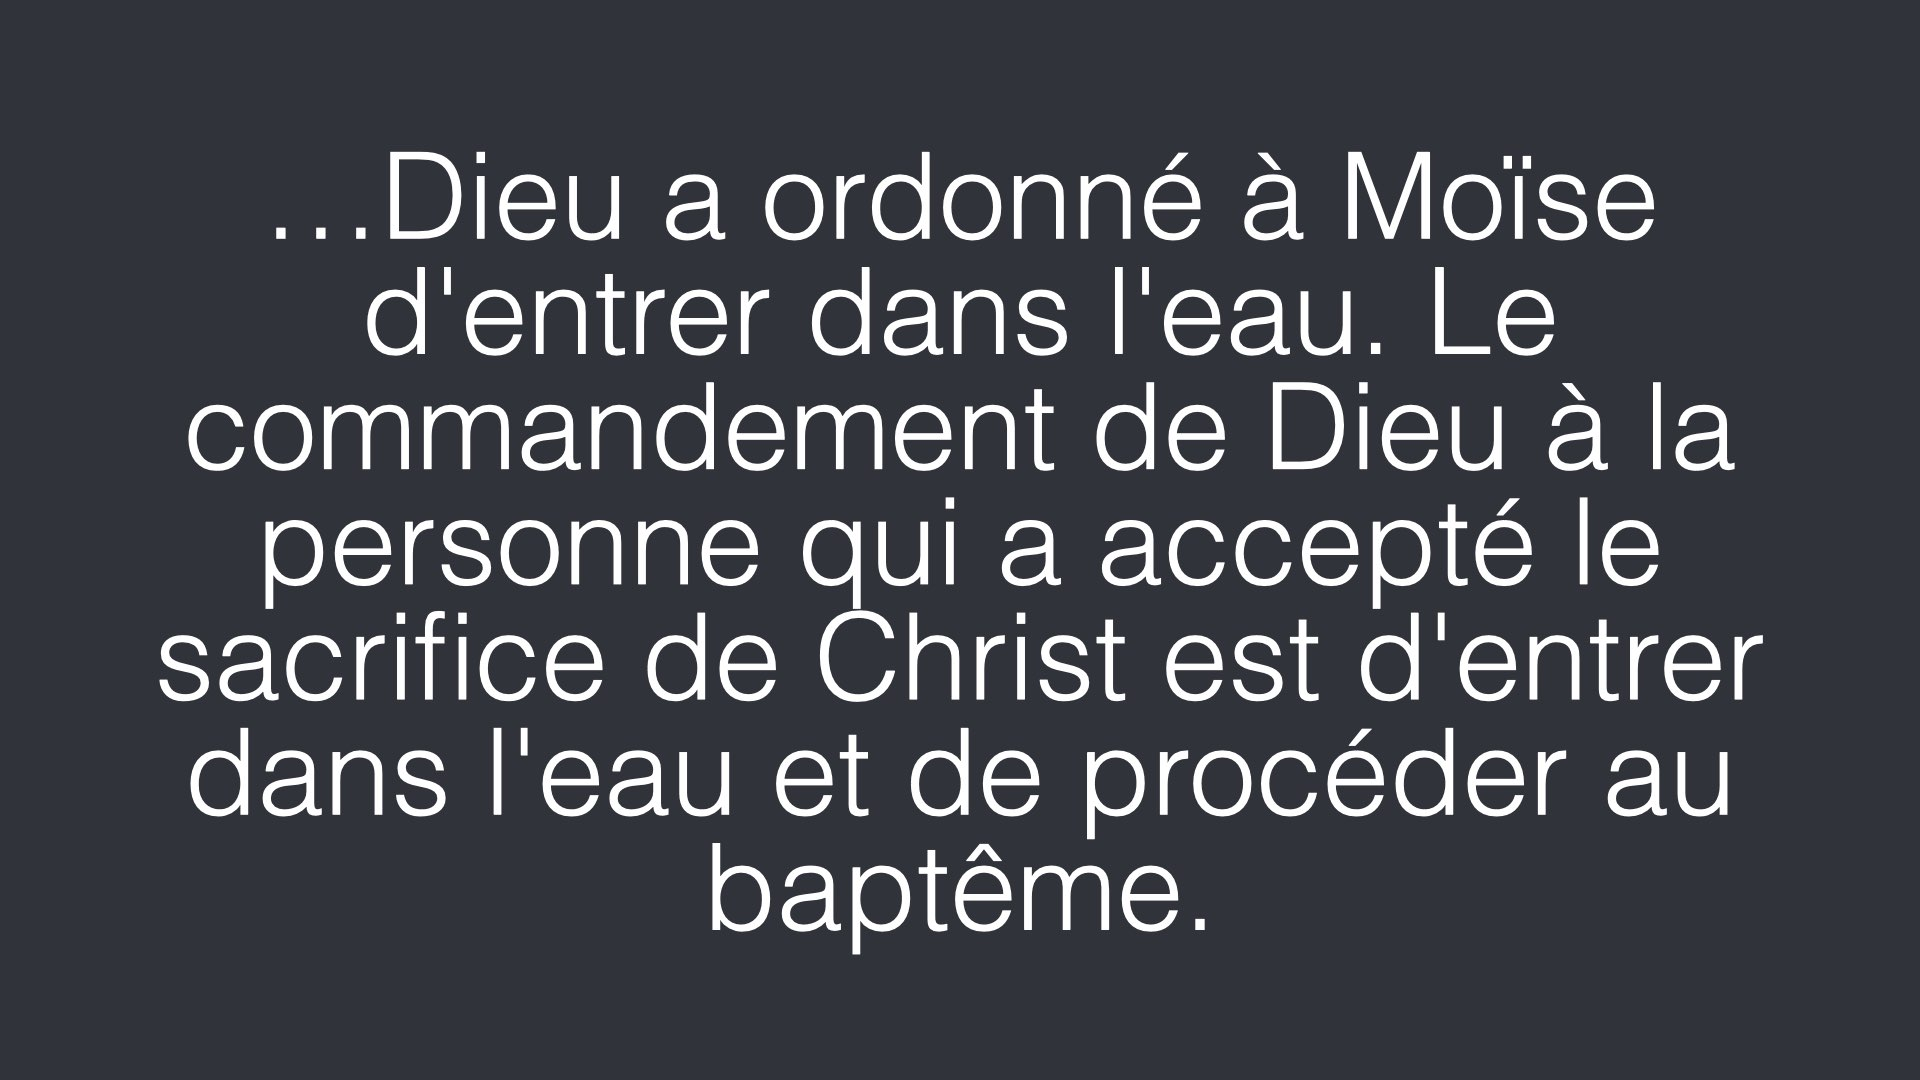 …Dieu a ordonné à Moïse
d'entrer dans l'eau. Le
commandement de Dieu à la
personne qui a accepté le
sacrifice de Christ est d'entrer
dans l'eau et de procéder au
baptême.